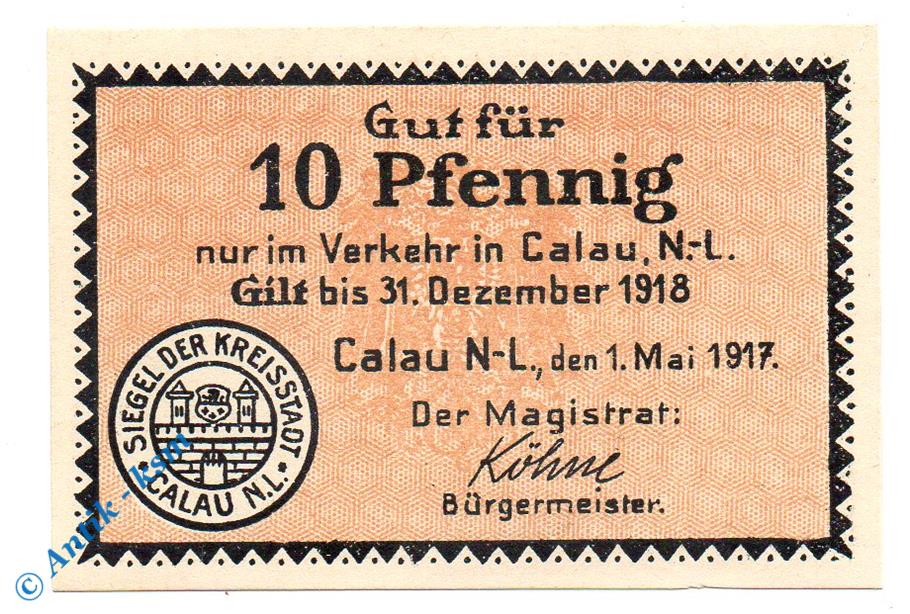 Gut für
10 Pfennig
nur im Verkehr in Calau, N.-L.
Gilt bis 31. Dezember 1918
Calau N-L., den 1. Mai 1917.
Der Magistrat:
Köhne
Bürgermeister.
SIEGEL DER KREISSTADT
* CALAU N.L. *
© Antik - ksm